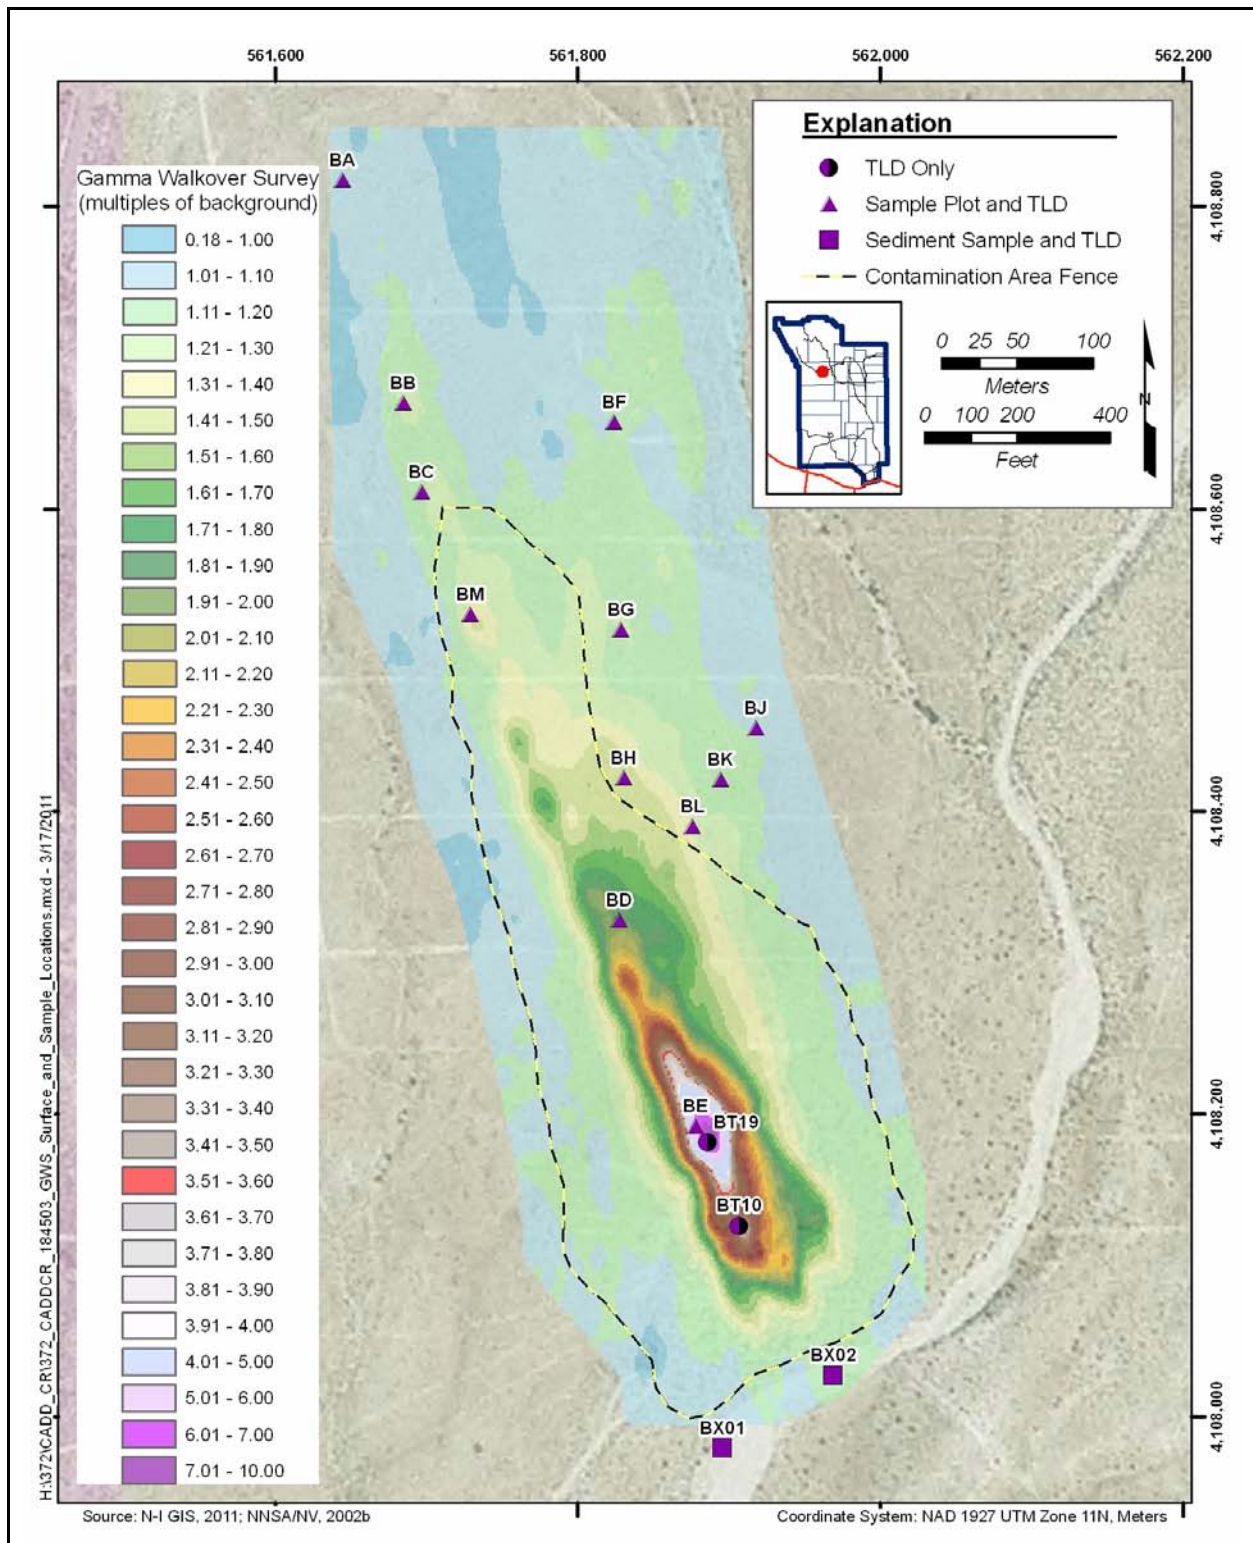 561,600 561,800 562,000 562,200
Explanation
TLD Only
Sample Plot and TLD
Sediment Sample and TLD
Contamination Area Fence
0 25 50 100
Meters
0 100 200 400
Feet
N
Gamma Walkover Survey
(multiples of background)
0.18 - 1.00
1.01 - 1.10
1.11 - 1.20
1.21 - 1.30
1.31 - 1.40
1.41 - 1.50
1.51 - 1.60
1.61 - 1.70
1.71 - 1.80
1.81 - 1.90
1.91 - 2.00
2.01 - 2.10
2.11 - 2.20
2.21 - 2.30
2.31 - 2.40
2.41 - 2.50
2.51 - 2.60
2.61 - 2.70
2.71 - 2.80
2.81 - 2.90
2.91 - 3.00
3.01 - 3.10
3.11 - 3.20
3.21 - 3.30
3.31 - 3.40
3.41 - 3.50
3.51 - 3.60
3.61 - 3.70
3.71 - 3.80
3.81 - 3.90
3.91 - 4.00
4.01 - 5.00
5.01 - 6.00
6.01 - 7.00
7.01 - 10.00
BA
BB
BF
BC
BM
BG
BJ
BH
BK
BL
BD
BE
BT19
BT10
BX02
BX01
4,108,800
4,108,600
4,108,400
4,108,200
4,108,000
H:\372\CADD_CR\372_CADDCR_184503_GWS_Surface_and_Sample_Locations.mxd - 3/17/2011
Source: N-I GIS, 2011; NNSA/NV, 2002b
Coordinate System: NAD 1927 UTM Zone 11N, Meters